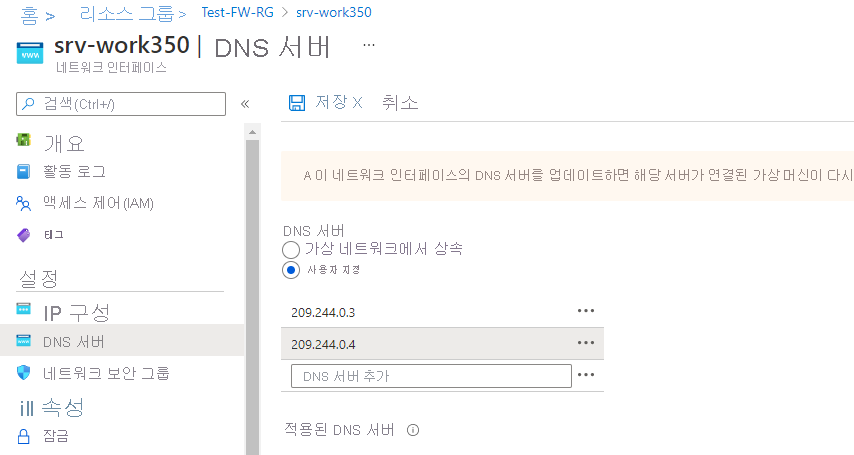 홈 > 리소스 그룹 > Test-FW-RG > srv-work350
srv-work350 | DNS 서버 ...
네트워크 인터페이스
검색(Ctrl+/) «
저장 X 취소
개요
활동 로그
액세스 제어(IAM)
태그
설정
IP 구성
DNS 서버
네트워크 보안 그룹
ill 속성
잠금
A 이 네트워크 인터페이스의 DNS 서버를 업데이트하면 해당 서버가 연결된 가상 머신이 다시
DNS 서버
가상 네트워크에서 상속
사용자 지정
209.244.0.3 ...
209.244.0.4 ...
DNS 서버 추가 ...
적용된 DNS 서버